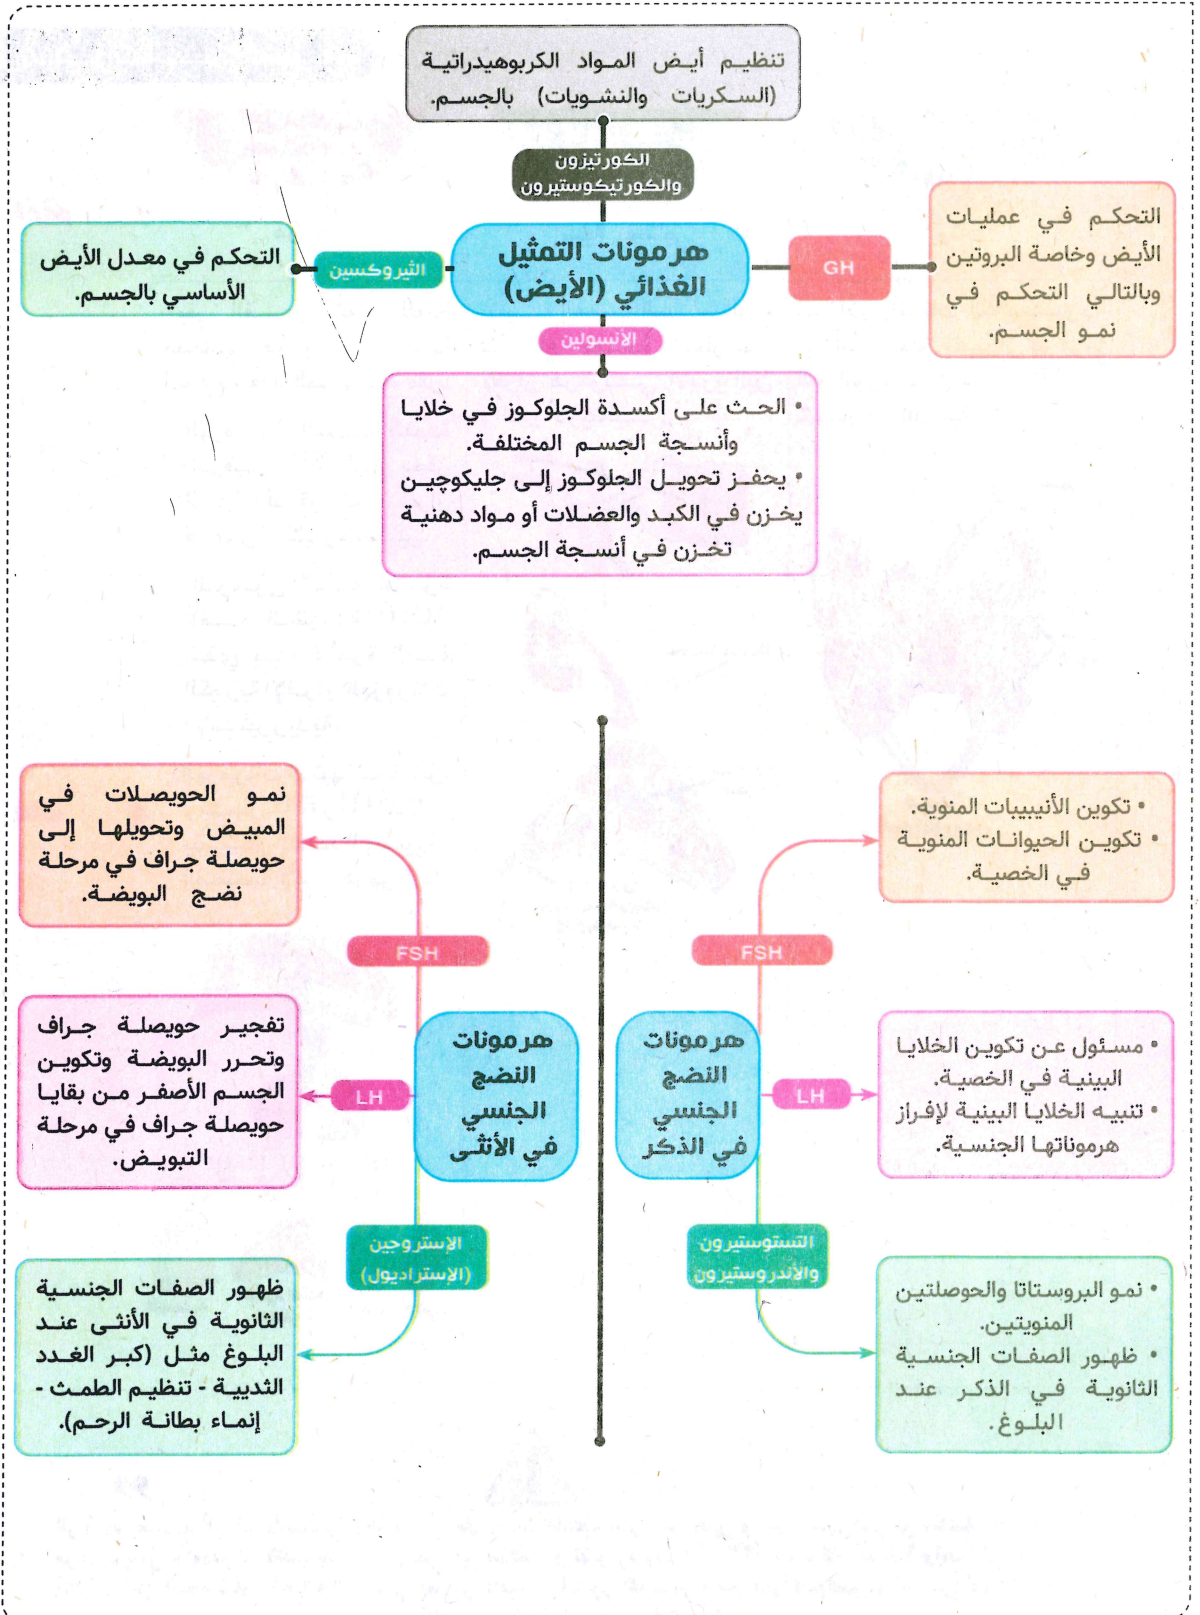 تنظيم أيض المواد الكربوهيدراتية
(السكريات والنشويات) بالجسم.
الكورتيزون
والكورتيكوستيرون
التحكم في عمليات
الأيض وخاصة البروتين
وبالتالي التحكم في
نمو الجسم.
GH
هرمونات التمثيل
الغذائي (الأيض)
الثيروكسين
التحكم في معدل الأيض
الأساسي بالجسم.
الأنسولين
• الحث على أكسدة الجلوكوز في خلايا
وأنسجة الجسم المختلفة.
• يحفز تحويل الجلوكوز إلى جليكوچين
يخزن في الكبد والعضلات أو مواد دهنية
تخزن في أنسجة الجسم.
هرمونات
النضج
الجنسي
في الذكر
FSH
• تكوين الأنيبيبات المنوية.
• تكوين الحيوانات المنوية
في الخصية.
LH
• مسئول عن تكوين الخلايا
البينية في الخصية.
• تنبيه الخلايا البينية لإفراز
هرموناتها الجنسية.
التستوستيرون
والأندروستيرون
• نمو البروستاتا والحوصلتين
المنويتين.
• ظهور الصفات الجنسية
الثانوية في الذكر عند
البلوغ.
هرمونات
النضج
الجنسي
في الأنثى
FSH
نمو الحويصلات في
المبيض وتحويلها إلى
حويصلة جراف في مرحلة
نضج البويضة.
LH
تفجير حويصلة جراف
وتحرر البويضة وتكوين
الجسم الأصفر من بقايا
حويصلة جراف في مرحلة
التبويض.
الإستروجين
(الإستراديول)
ظهور الصفات الجنسية
الثانوية في الأنثى عند
البلوغ مثل (كبر الغدد
الثديية - تنظيم الطمث -
إنماء بطانة الرحم).